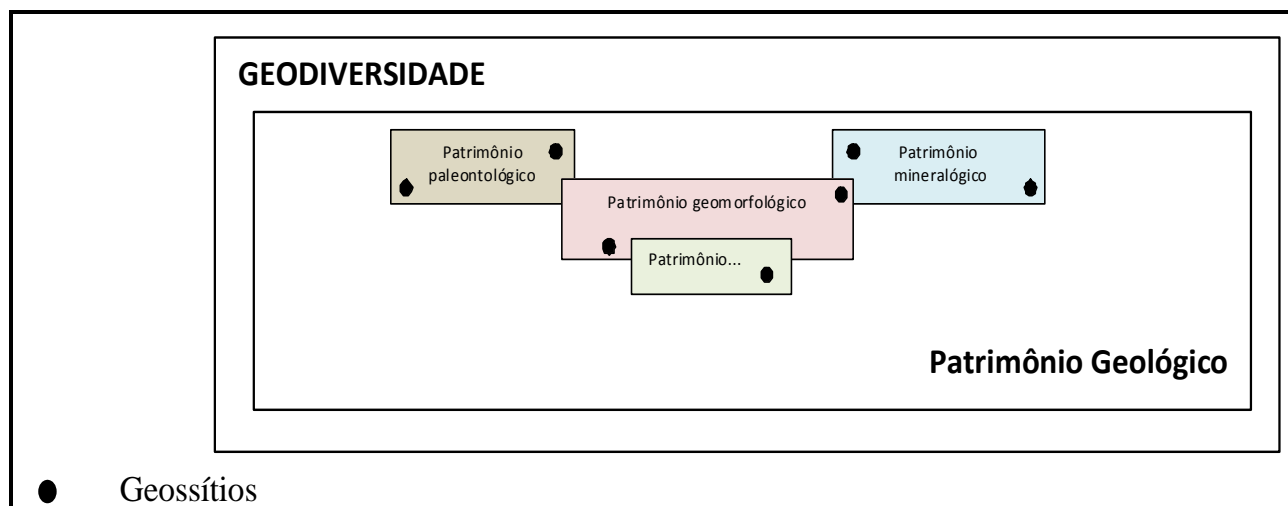 GEODIVERSIDADE
Patrimônio
paleontológico
Patrimônio
mineralógico
Patrimônio geomorfológico
Patrimônio...
Patrimônio Geológico
Geossítios